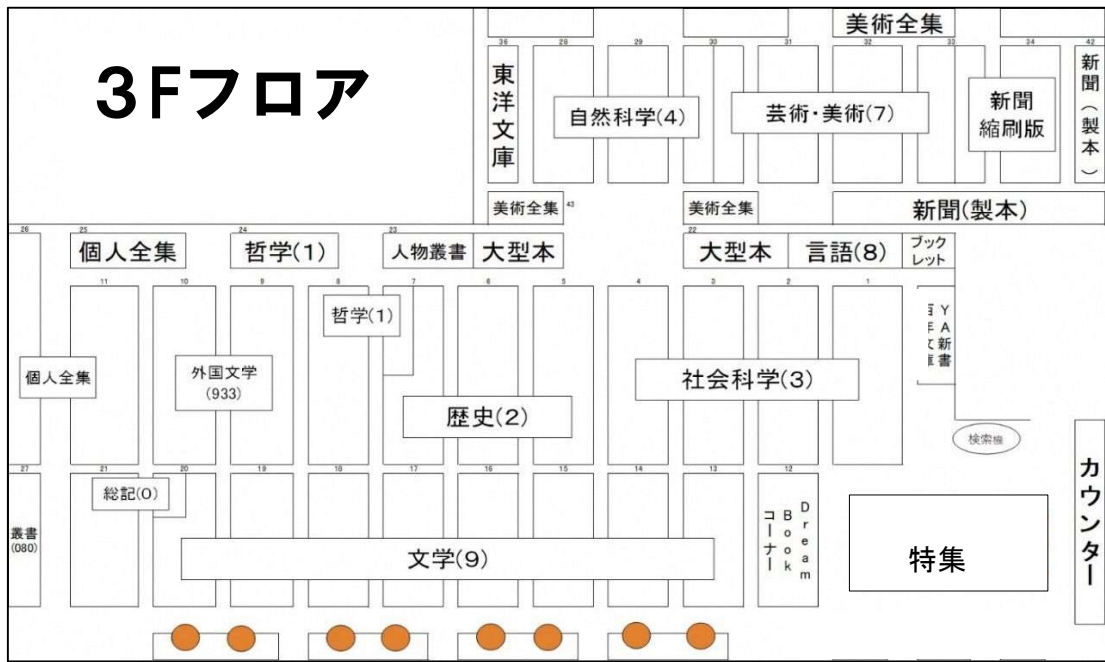 美術全集
36
28
29
30
31
32
33
34
42
3Fフロア
東洋文庫
自然科学(4)
芸術・美術(7)
新聞
縮刷版
新聞(製本)
美術全集
43
美術全集
新聞(製本)
26
25
24
23
22
個人全集
哲学(1)
人物叢書
大型本
大型本
言語(8)
ブック
レット
11
10
9
8
7
6
5
4
3
2
1
哲学(1)
YA新書
百年文庫
個人全集
外国文学
(933)
社会科学(3)
歴史(2)
検索機
カウンター
27
21
20
19
18
17
16
15
14
13
12
総記(0)
叢書
(080)
Dream
Book
コーナー
文学(9)
特集